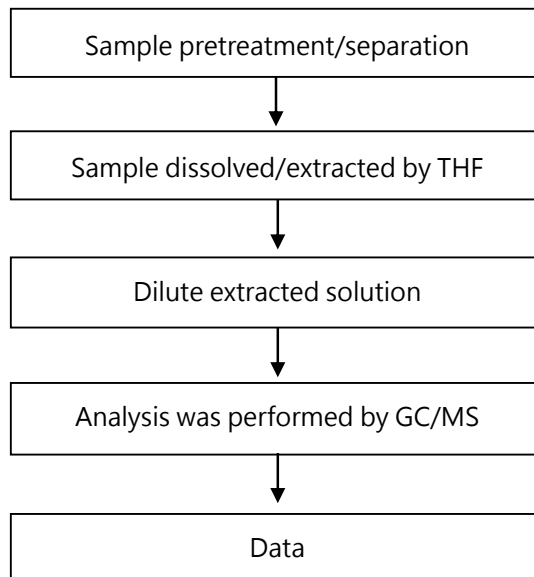 Sample pretreatment/separation
Sample dissolved/extracted by THF
Dilute extracted solution
Analysis was performed by GC/MS
Data